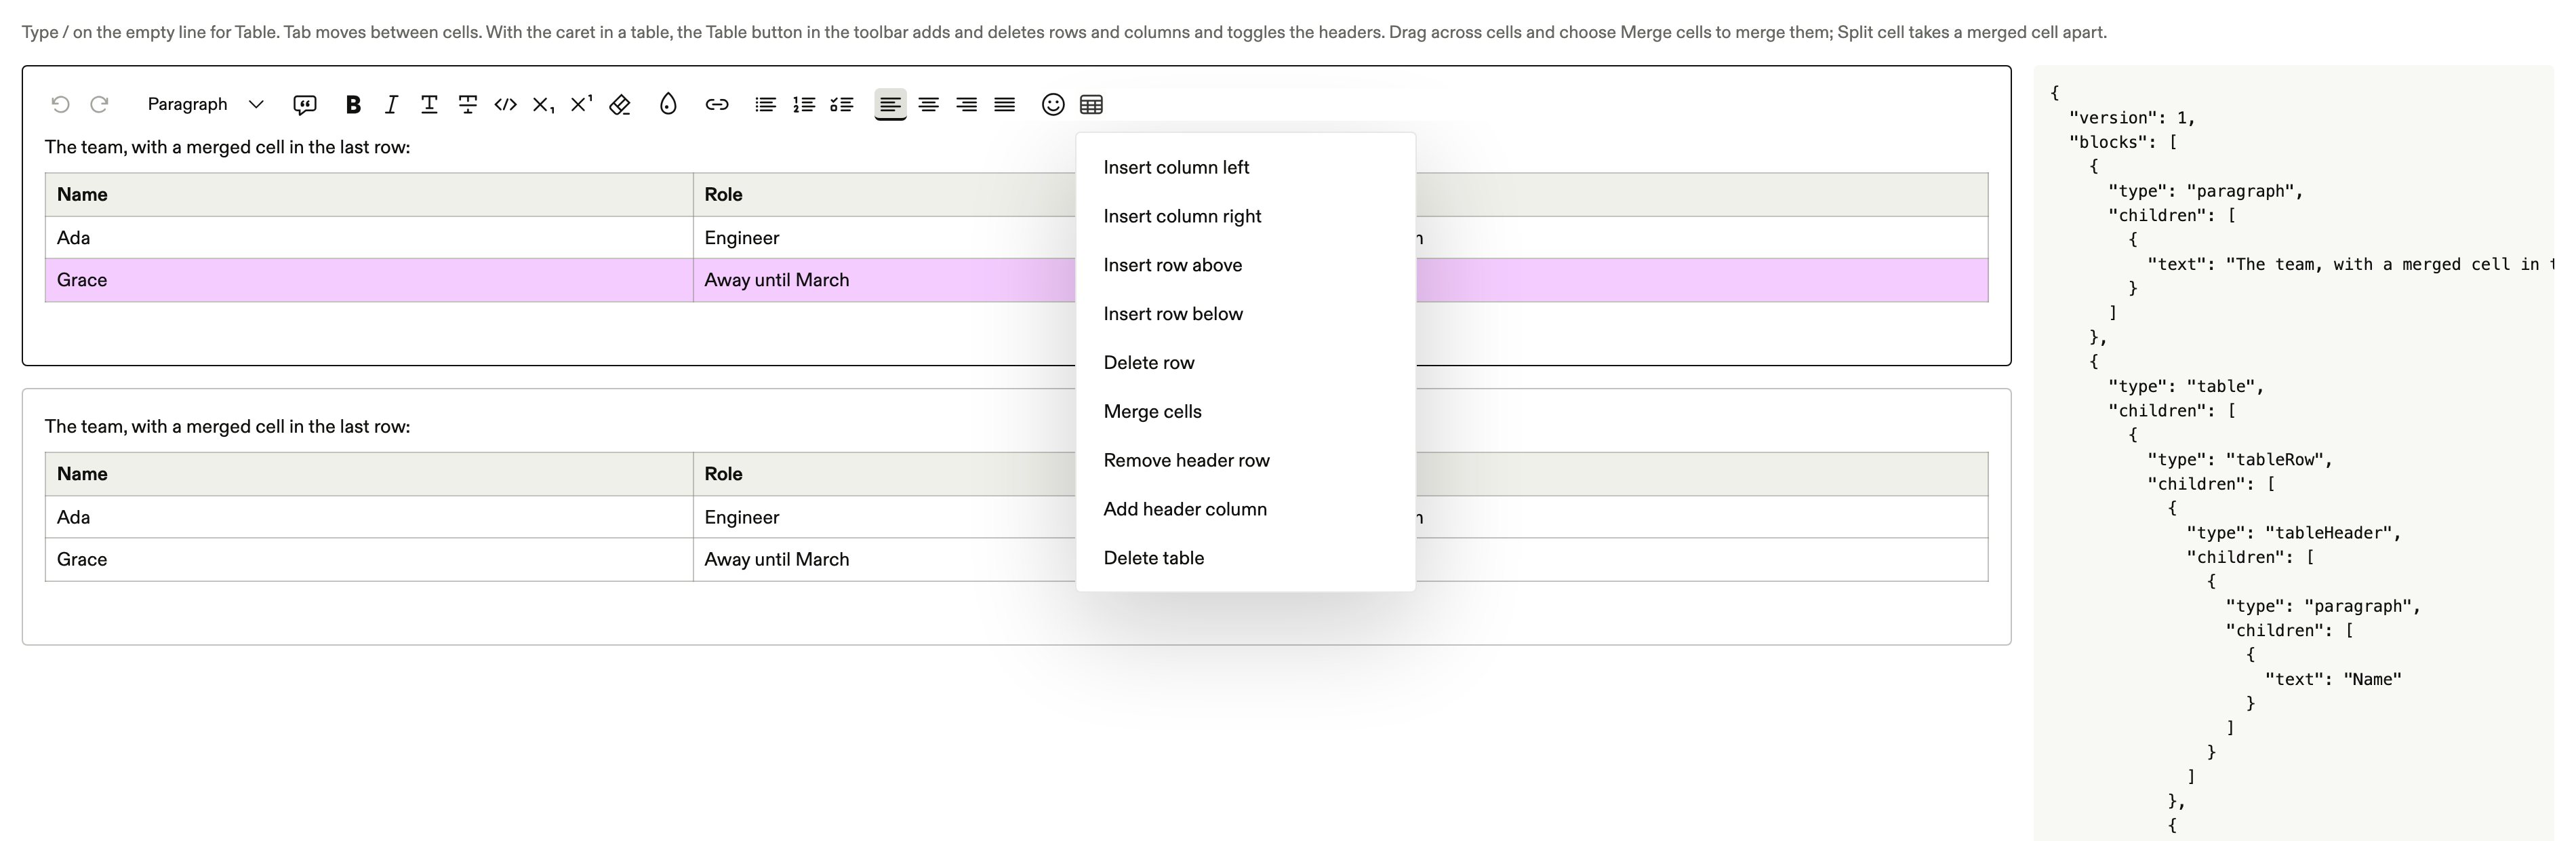 Type / on the empty line for Table. Tab moves between cells. With the caret in a table, the Table button in the toolbar adds and deletes rows and columns and toggles the headers. Drag across cells and choose Merge cells to merge them; Split cell takes a merged cell apart.
Paragraph
The team, with a merged cell in the last row:
Name Role
Ada Engineer
Grace Away until March
Insert column left
Insert column right
Insert row above
Insert row below
Delete row
Merge cells
Remove header row
Add header column
Delete table
The team, with a merged cell in the last row:
Name Role
Ada Engineer
Grace Away until March
{
"version": 1,
"blocks": [
{
"type": "paragraph",
"children": [
{
"text": "The team, with a merged cell in
}
]
},
{
"type": "table",
"children": [
{
"type": "tableRow",
"children": [
{
"type": "tableHeader",
"children": [
{
"type": "paragraph",
"children": [
{
"text": "Name"
}
]
}
]
},
{